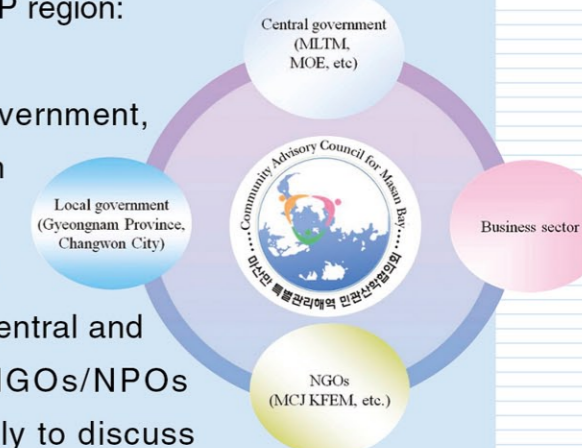 P region:
vernment,
n
entral and
NGOs/NPOs
ly to discuss
Central government
(MLTM,
MOE, etc)
Local government
(Gyeongnam Province,
Changwon City)
Community Advisory Council for Masan Bay
마산만 특별관리해역 민관산학협의회
Business sector
NGOs
(MCJ KFEM, etc.)